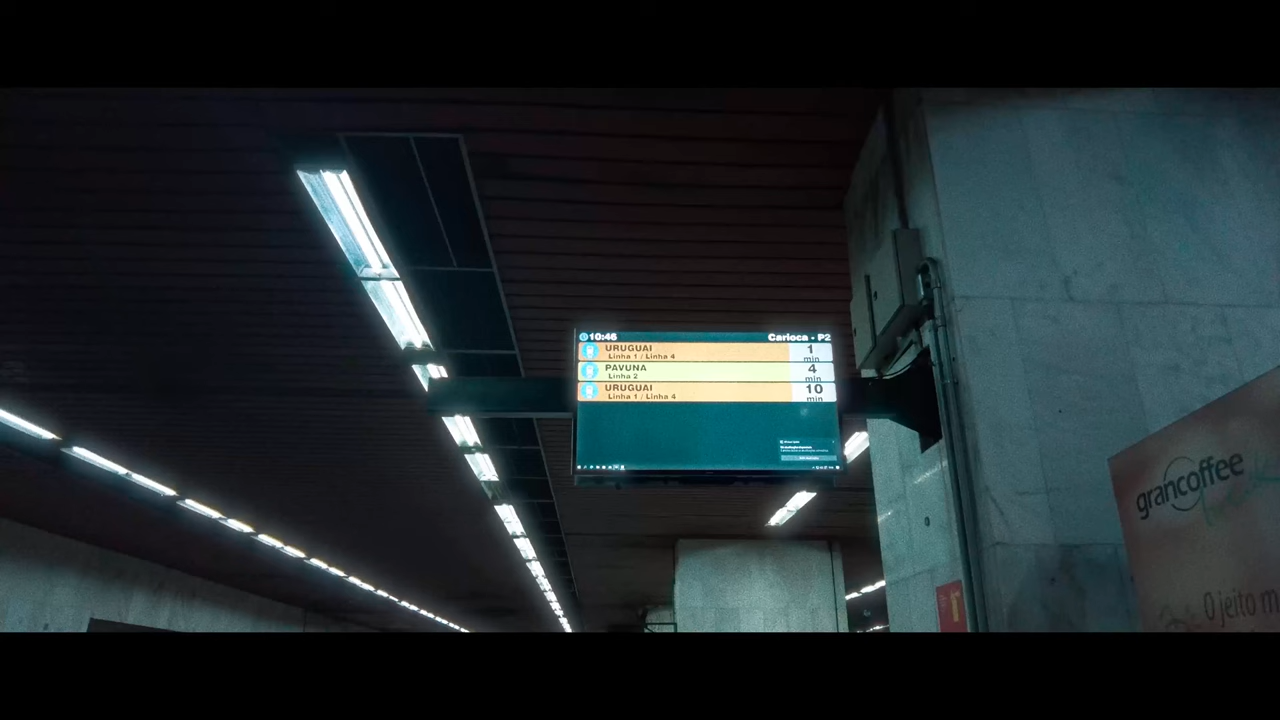 10:46
Carioca - P2
URUGUAI
1
Linha 1 / Linha 4
min
PAVUNA
4
Linha 2
min
URUGUAI
10
Linha 1 / Linha 4
min
grancoffee
O jeito m